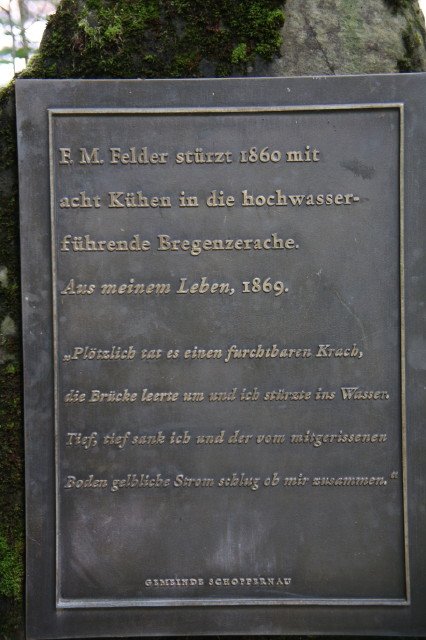 F. M. Felder stürzt 1860 mit
acht Kühen in die hochwasser-
führende Bregenzerache.
Aus meinem Leben, 1869.
„Plötzlich tat es einen furchtbaren Krach,
die Brücke leerte um und ich stürzte ins Wasser.
Tief, tief sank ich und der vom mitgerissenen
Boden gelbliche Strom schlug ob mir zusammen."
GEMEINDE SCHOPPERNAU